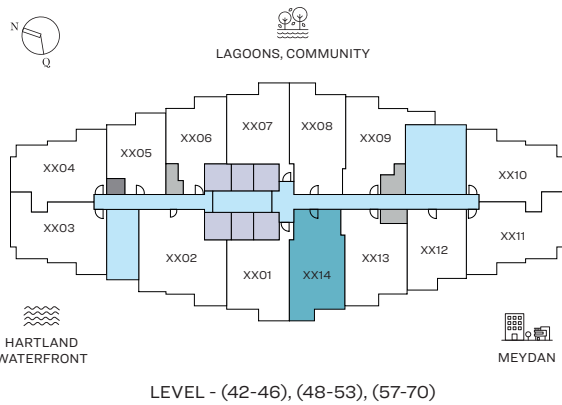 N
Q
LAGOONS, COMMUNITY
XX07
XX08
XX06
XX09
XX05
XX04
XX10
XX03
XX11
XX02
XX12
XX01
XX14
XX13
HARTLAND
WATERFRONT
MEYDAN
LEVEL - (42-46), (48-53), (57-70)